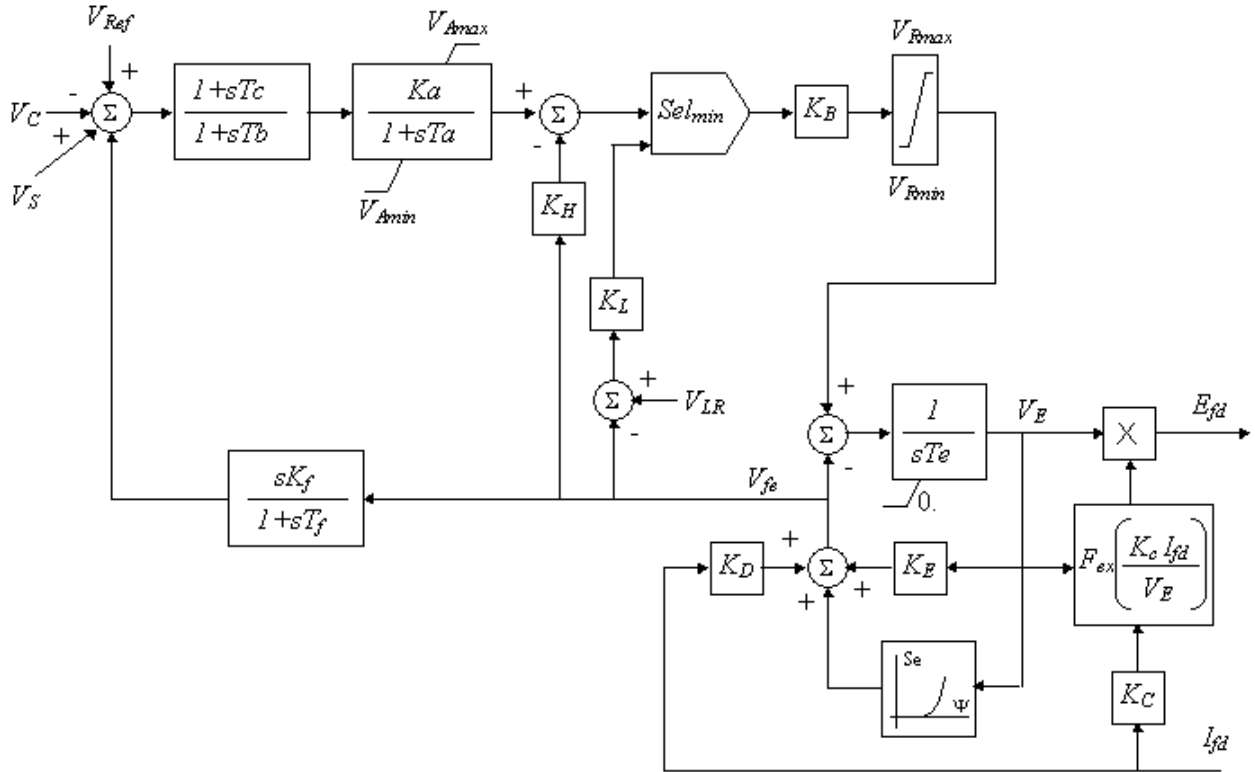 V_Ref
+
-
V_C
Σ
+
V_S
1+sTc
1+sTb
V_Amax
Ka
1+sTa
V_Amin
+
Σ
-
K_H
Sel_min
K_B
V_Rmax
V_Rmin
K_L
+
Σ
V_LR
-
+
Σ
-
1
sTe
0.
V_E
X
E_fd
sK_f
1+sT_f
V_fe
K_D
+
Σ
+
+
K_E
F_ex
K_c I_fd
V_E
Se
Ψ
K_C
I_fd